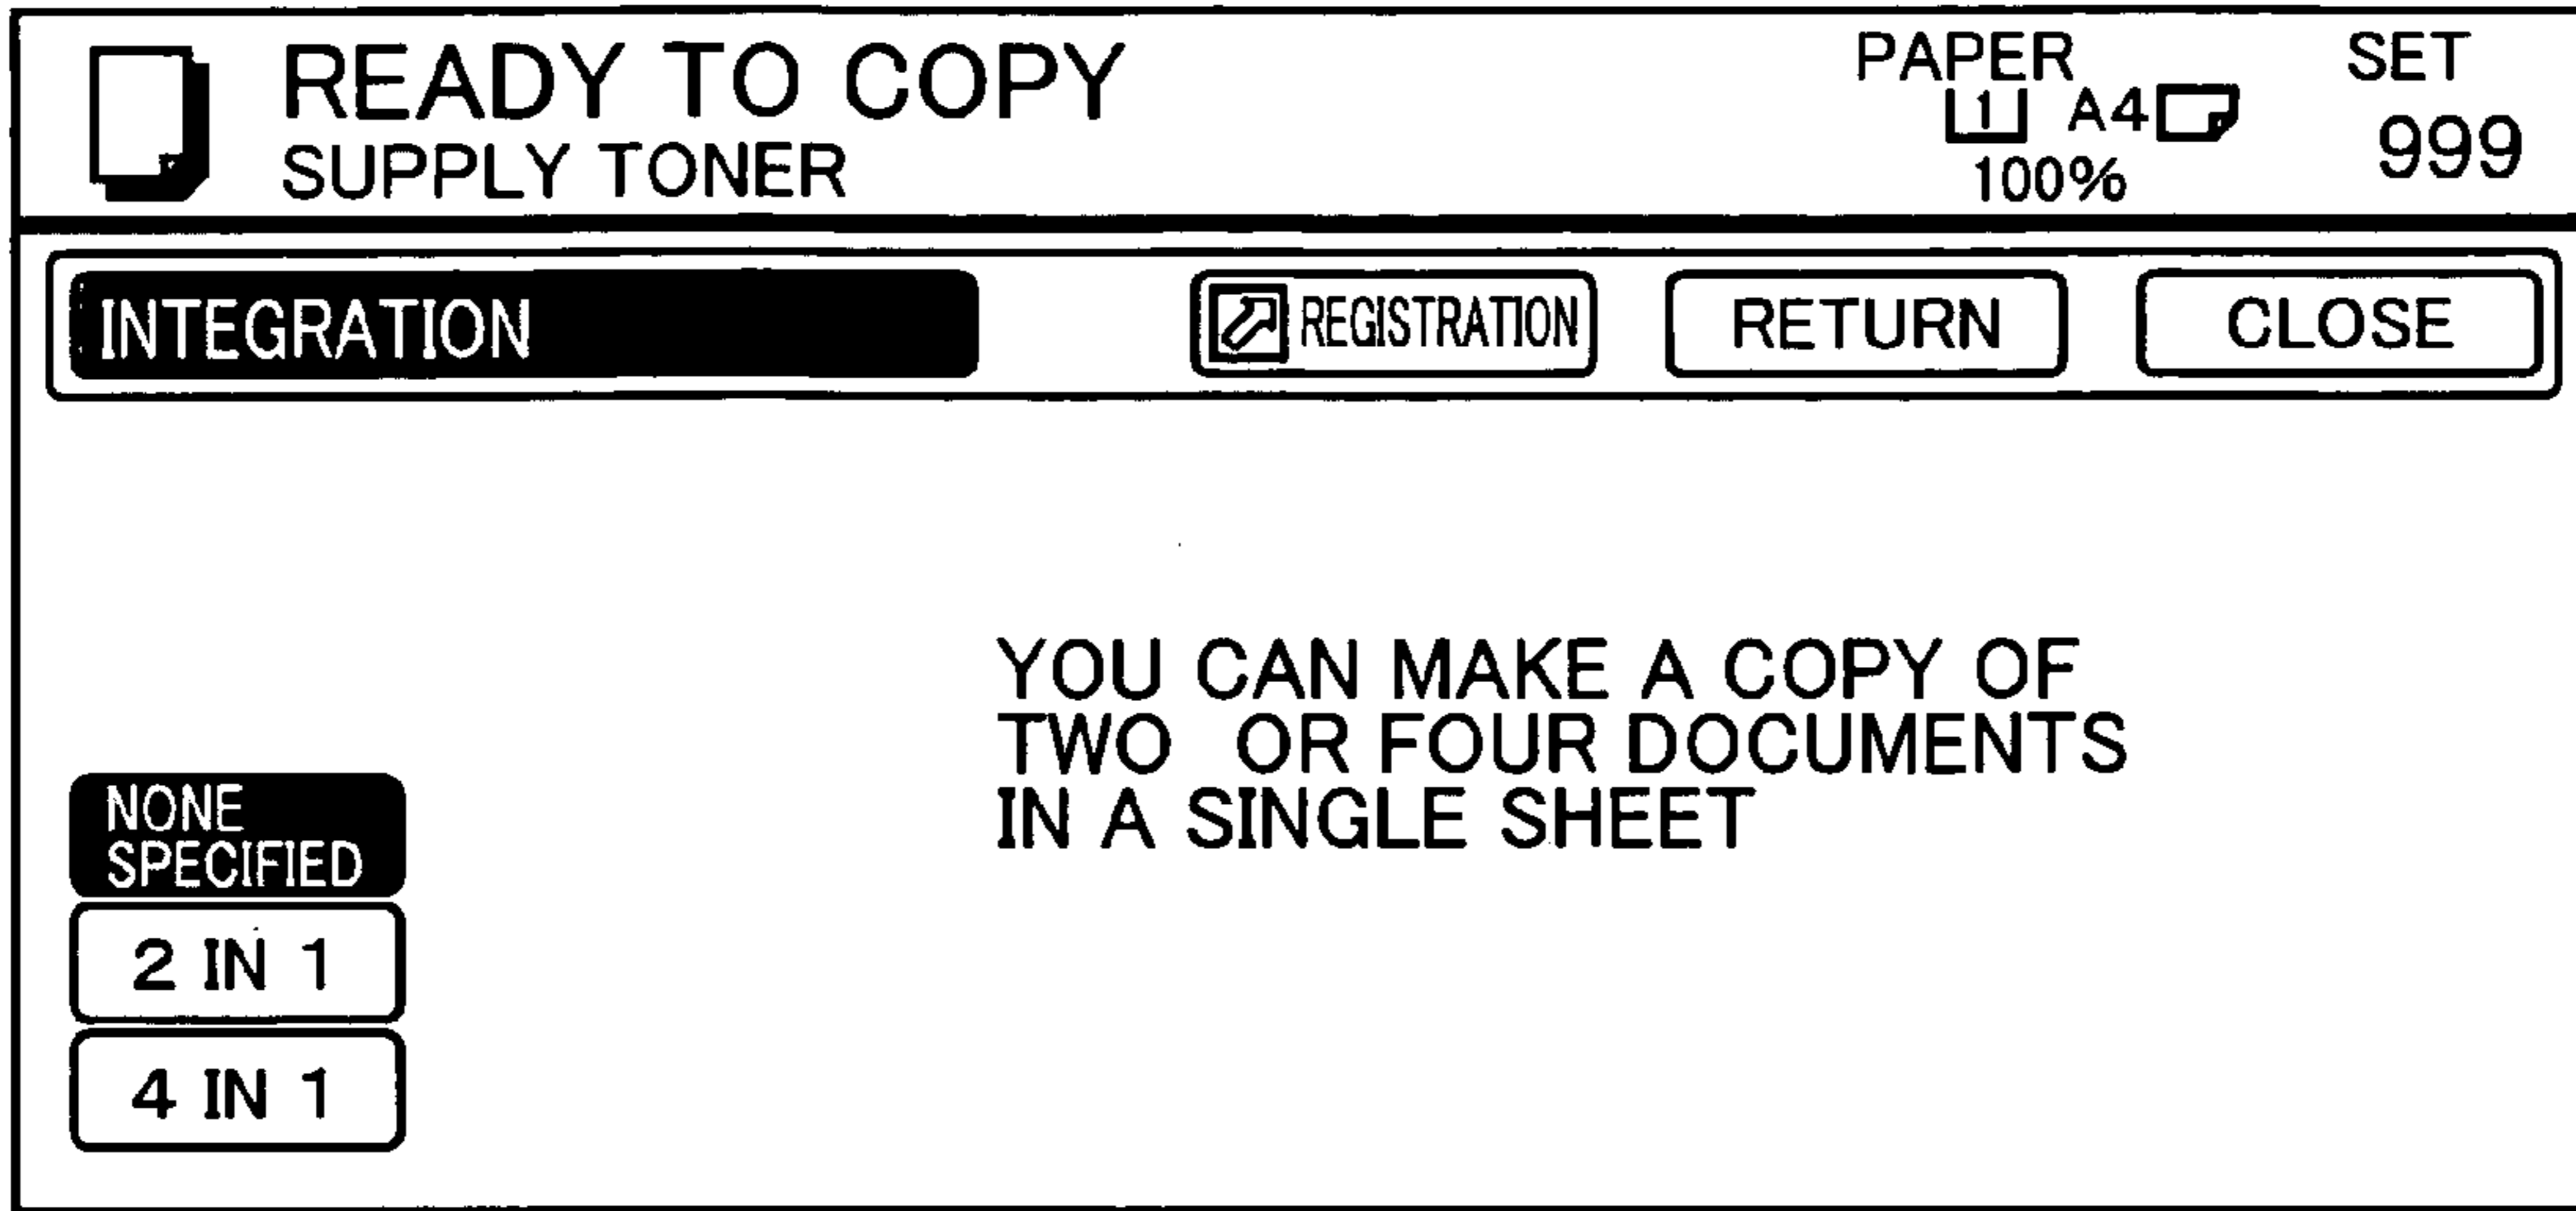 READY TO COPY
SUPPLY TONER
PAPER
1 A4
100%
SET
999
INTEGRATION
REGISTRATION
RETURN
CLOSE
YOU CAN MAKE A COPY OF
TWO OR FOUR DOCUMENTS
IN A SINGLE SHEET
NONE
SPECIFIED
2 IN 1
4 IN 1